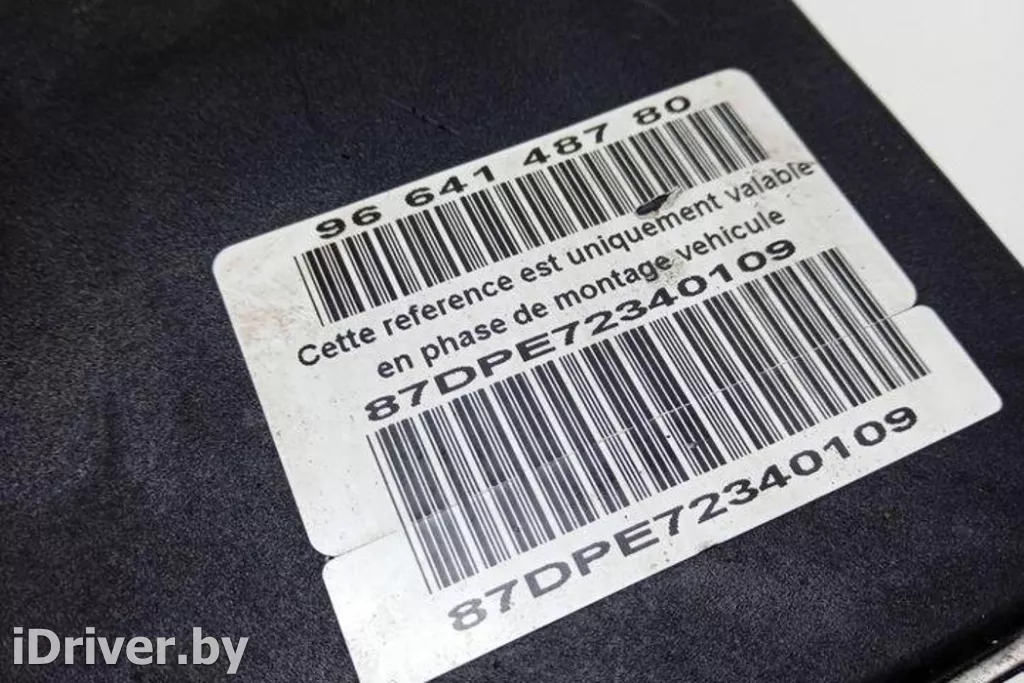 96 641 487 80
Cette reference est uniquement valable
en phase de montage vehicule
87DPE72340109
87DPE72340109
iDriver.by